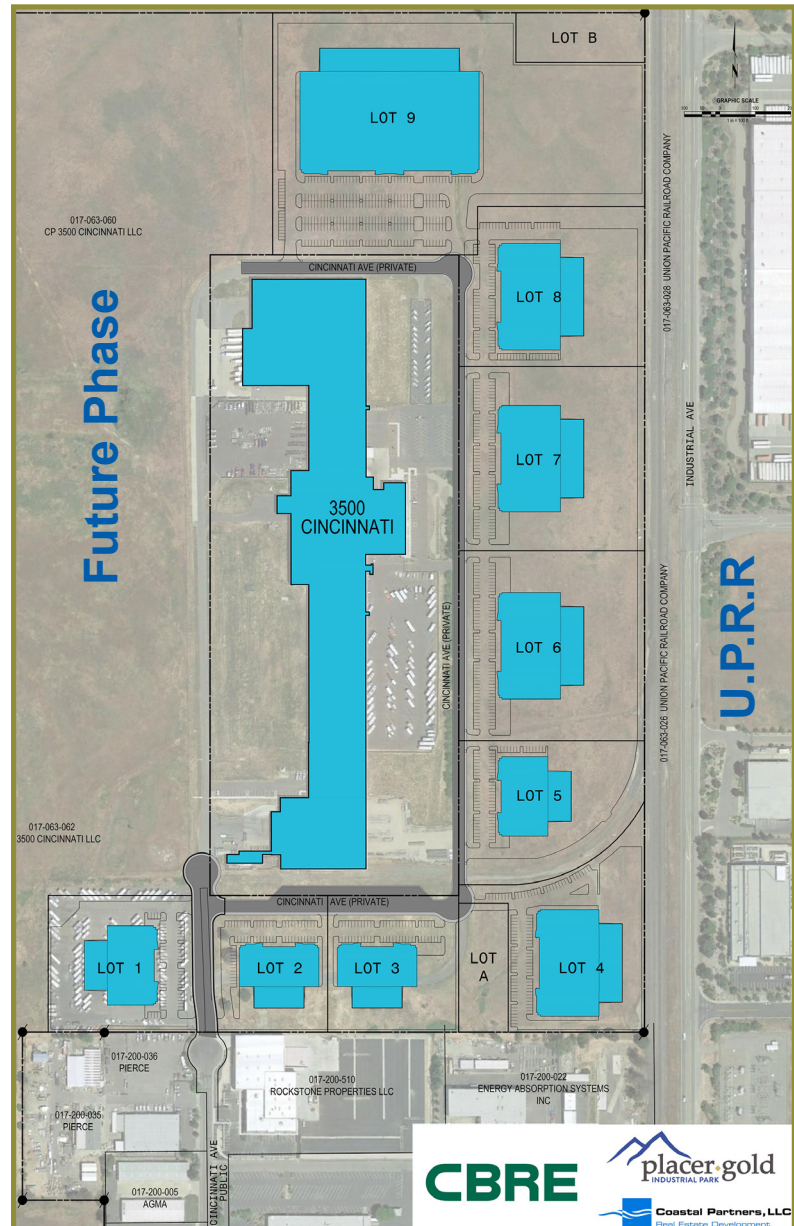 LOT B
GRAPHIC SCALE
1 in = 100 ft
LOT 9
017-063-060
CP 3500 CINCINNATI LLC
CINCINNATI AVE (PRIVATE)
017-063-028 UNION PACIFIC RAILROAD COMPANY
LOT 8
Future Phase
INDUSTRIAL AVE
LOT 7
3500
CINCINNATI
CINCINNATI AVE (PRIVATE)
017-063-026 UNION PACIFIC RAILROAD COMPANY
U.P.R.R
LOT 6
LOT 5
017-063-062
3500 CINCINNATI LLC
CINCINNATI AVE (PRIVATE)
LOT 1
LOT 2
LOT 3
LOT
A
LOT 4
017-200-036
PIERCE
017-200-510
ROCKSTONE PROPERTIES LLC
017-200-022
ENERGY ABSORPTION SYSTEMS
INC
017-200-035
PIERCE
017-200-005
AGMA
CINCINNATI AVE
PUBLIC
CBRE
placer gold
INDUSTRIAL PARK
Coastal Partners, LLC
Real Estate Development